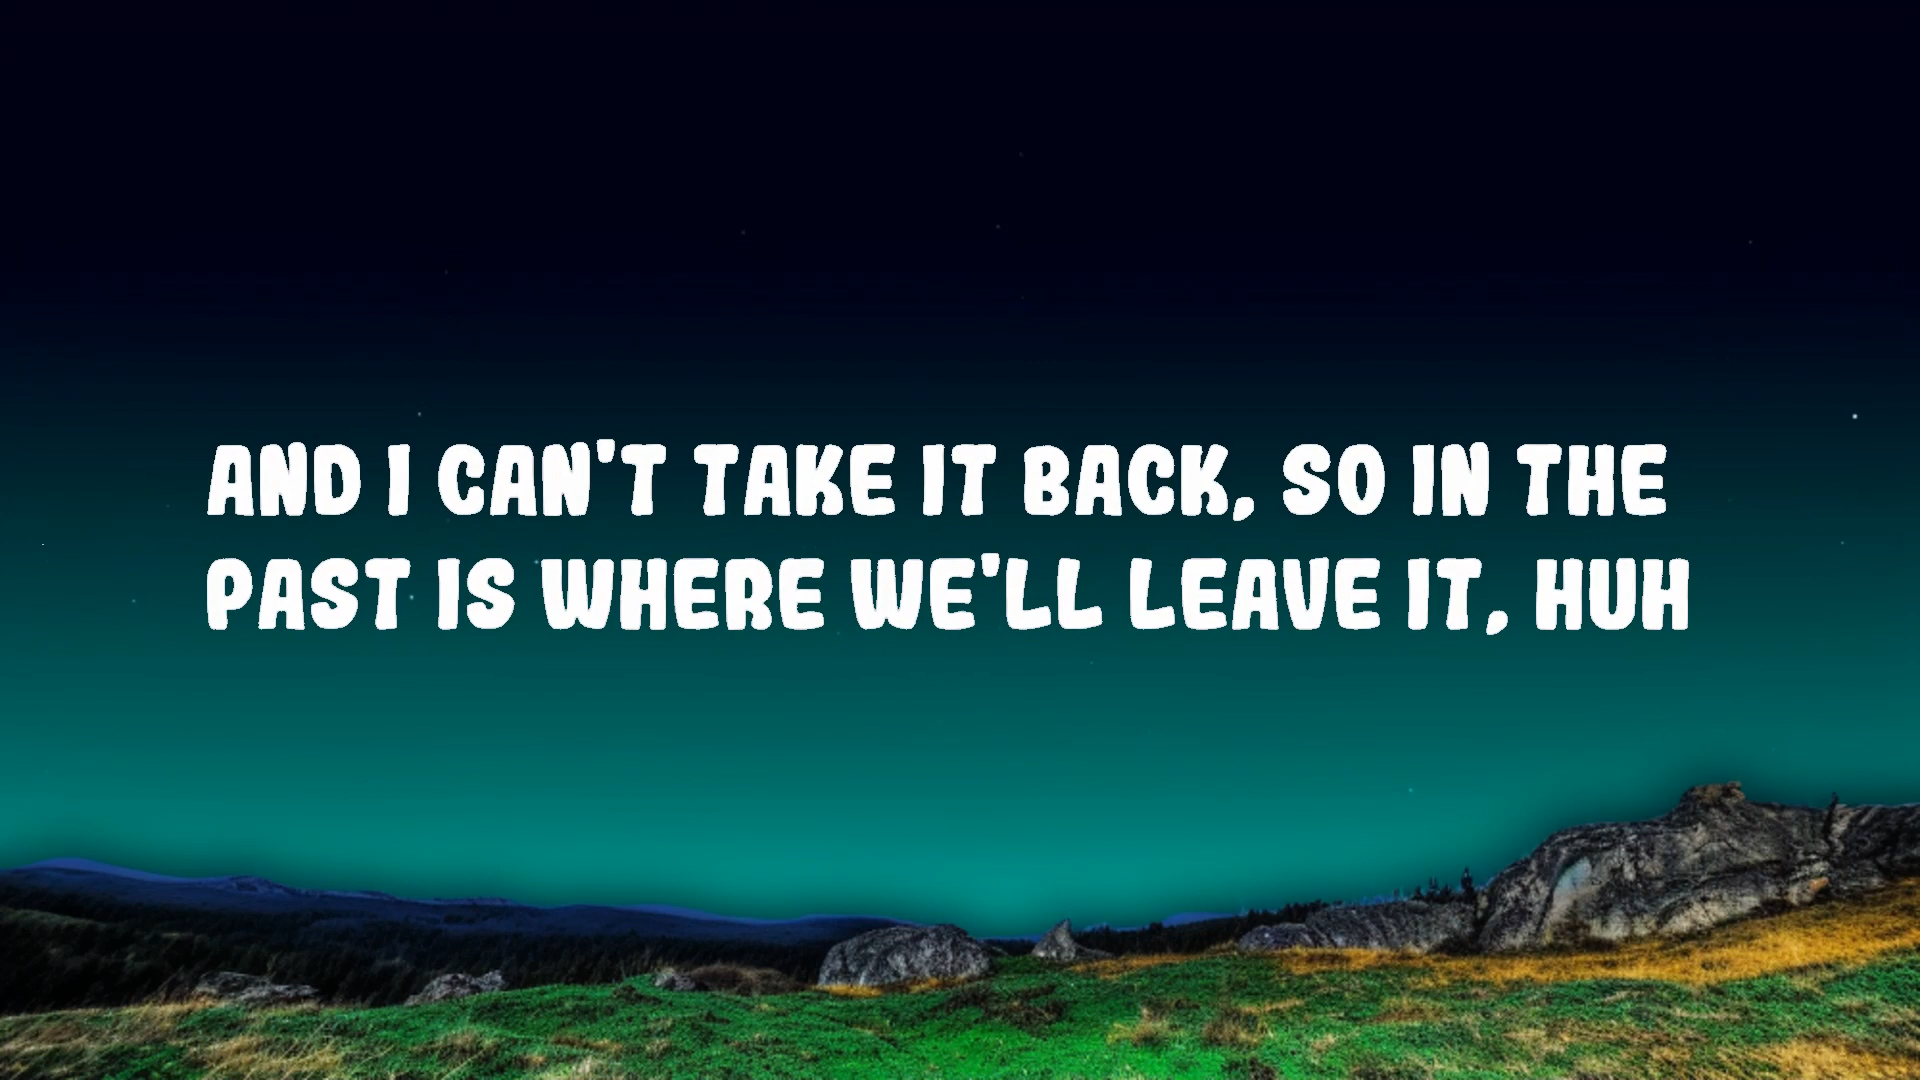 AND I CAN'T TAKE IT BACK, SO IN THE
PAST IS WHERE WE'LL LEAVE IT, HUH